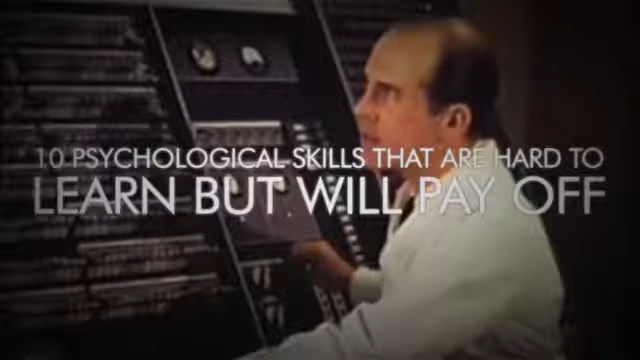 10 PSYCHOLOGICAL SKILLS THAT ARE HARD TO
LEARN BUT WILL PAY OFF